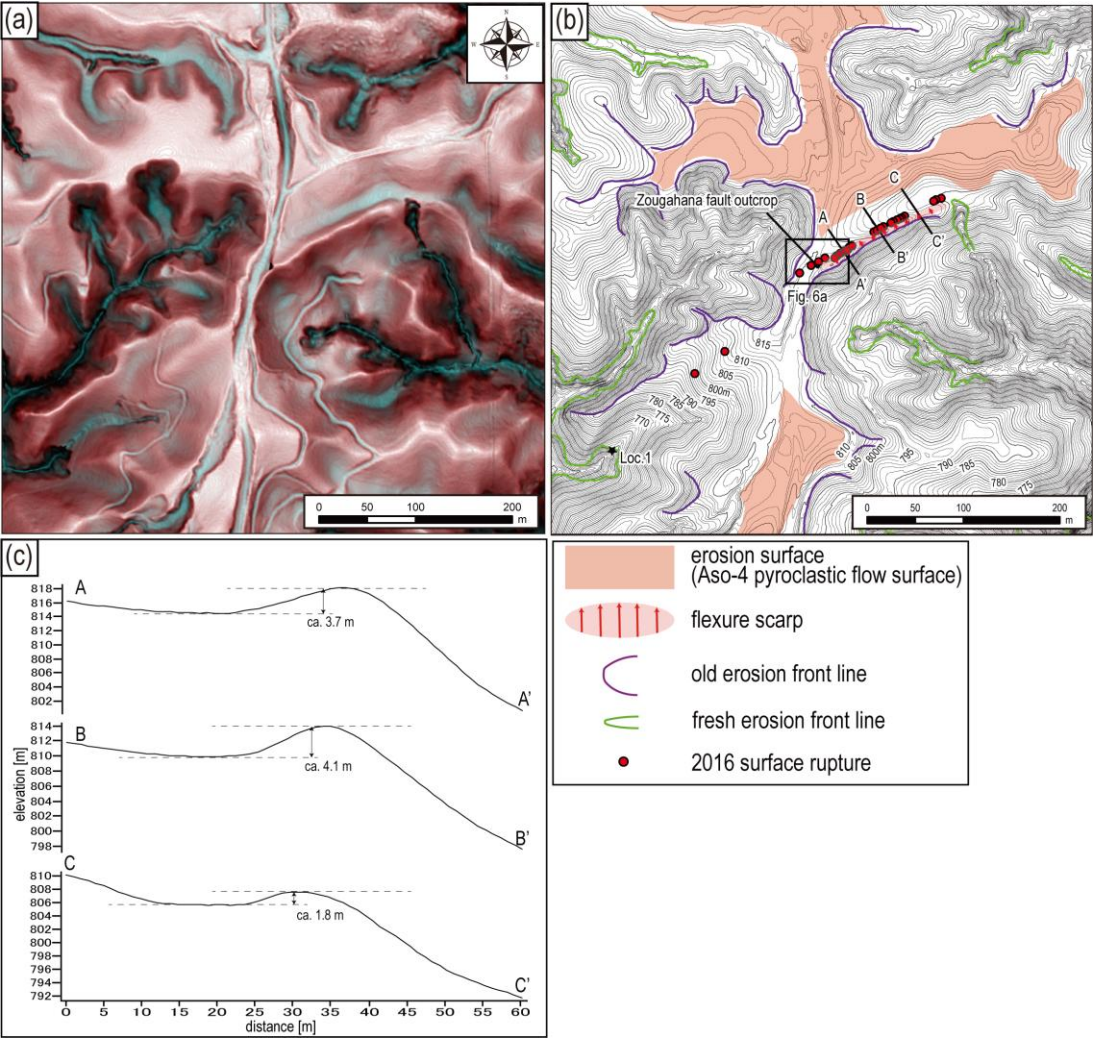 (a)
N
W
E
S
0 50 100 200
m
(b)
C
B
Zougahana fault outcrop
A
C'
B'
A'
Fig. 6a
815
810
805
800m
795
790
785
780
775
770
Loc.1
810
805
800m
795
790
785
780
775
0 50 100 200
m
(c)
818
816
814
812
810
808
806
804
802
A
ca. 3.7 m
A'
elevation [m]
814
812
810
808
806
804
802
800
798
B
ca. 4.1 m
B'
810
808
806
804
802
800
798
796
794
792
C
ca. 1.8 m
C'
0 5 10 15 20 25 30 35 40 45 50 55 60
distance [m]
erosion surface
(Aso-4 pyroclastic flow surface)
flexure scarp
old erosion front line
fresh erosion front line
2016 surface rupture